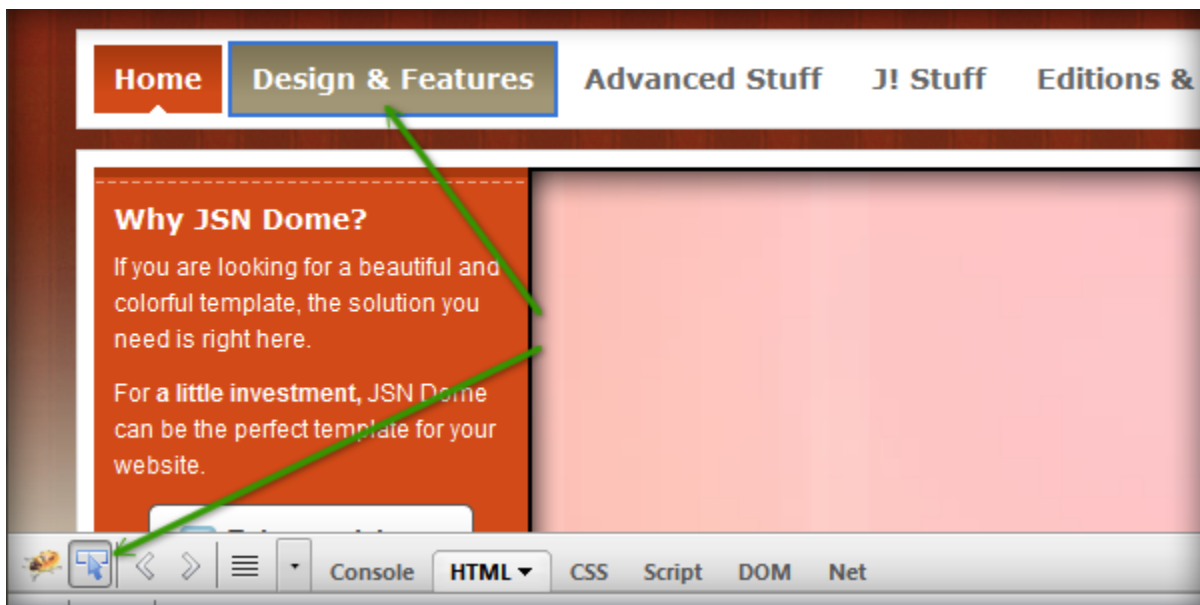 Home Design & Features Advanced Stuff J! Stuff Editions &
Why JSN Dome?
If you are looking for a beautiful and
colorful template, the solution you
need is right here.
For a little investment, JSN Dome
can be the perfect template for your
website.
Console HTML CSS Script DOM Net